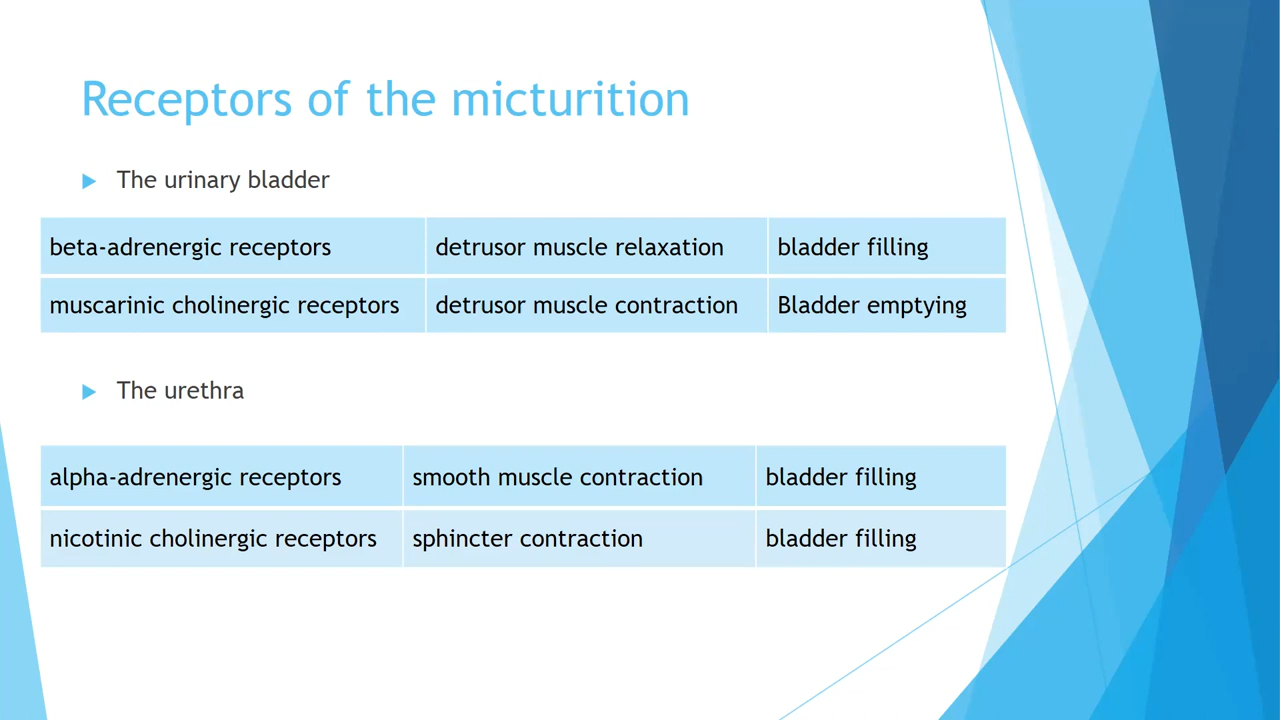 Receptors of the micturition
The urinary bladder
beta-adrenergic receptors detrusor muscle relaxation bladder filling
muscarinic cholinergic receptors detrusor muscle contraction Bladder emptying
The urethra
alpha-adrenergic receptors smooth muscle contraction bladder filling
nicotinic cholinergic receptors sphincter contraction bladder filling